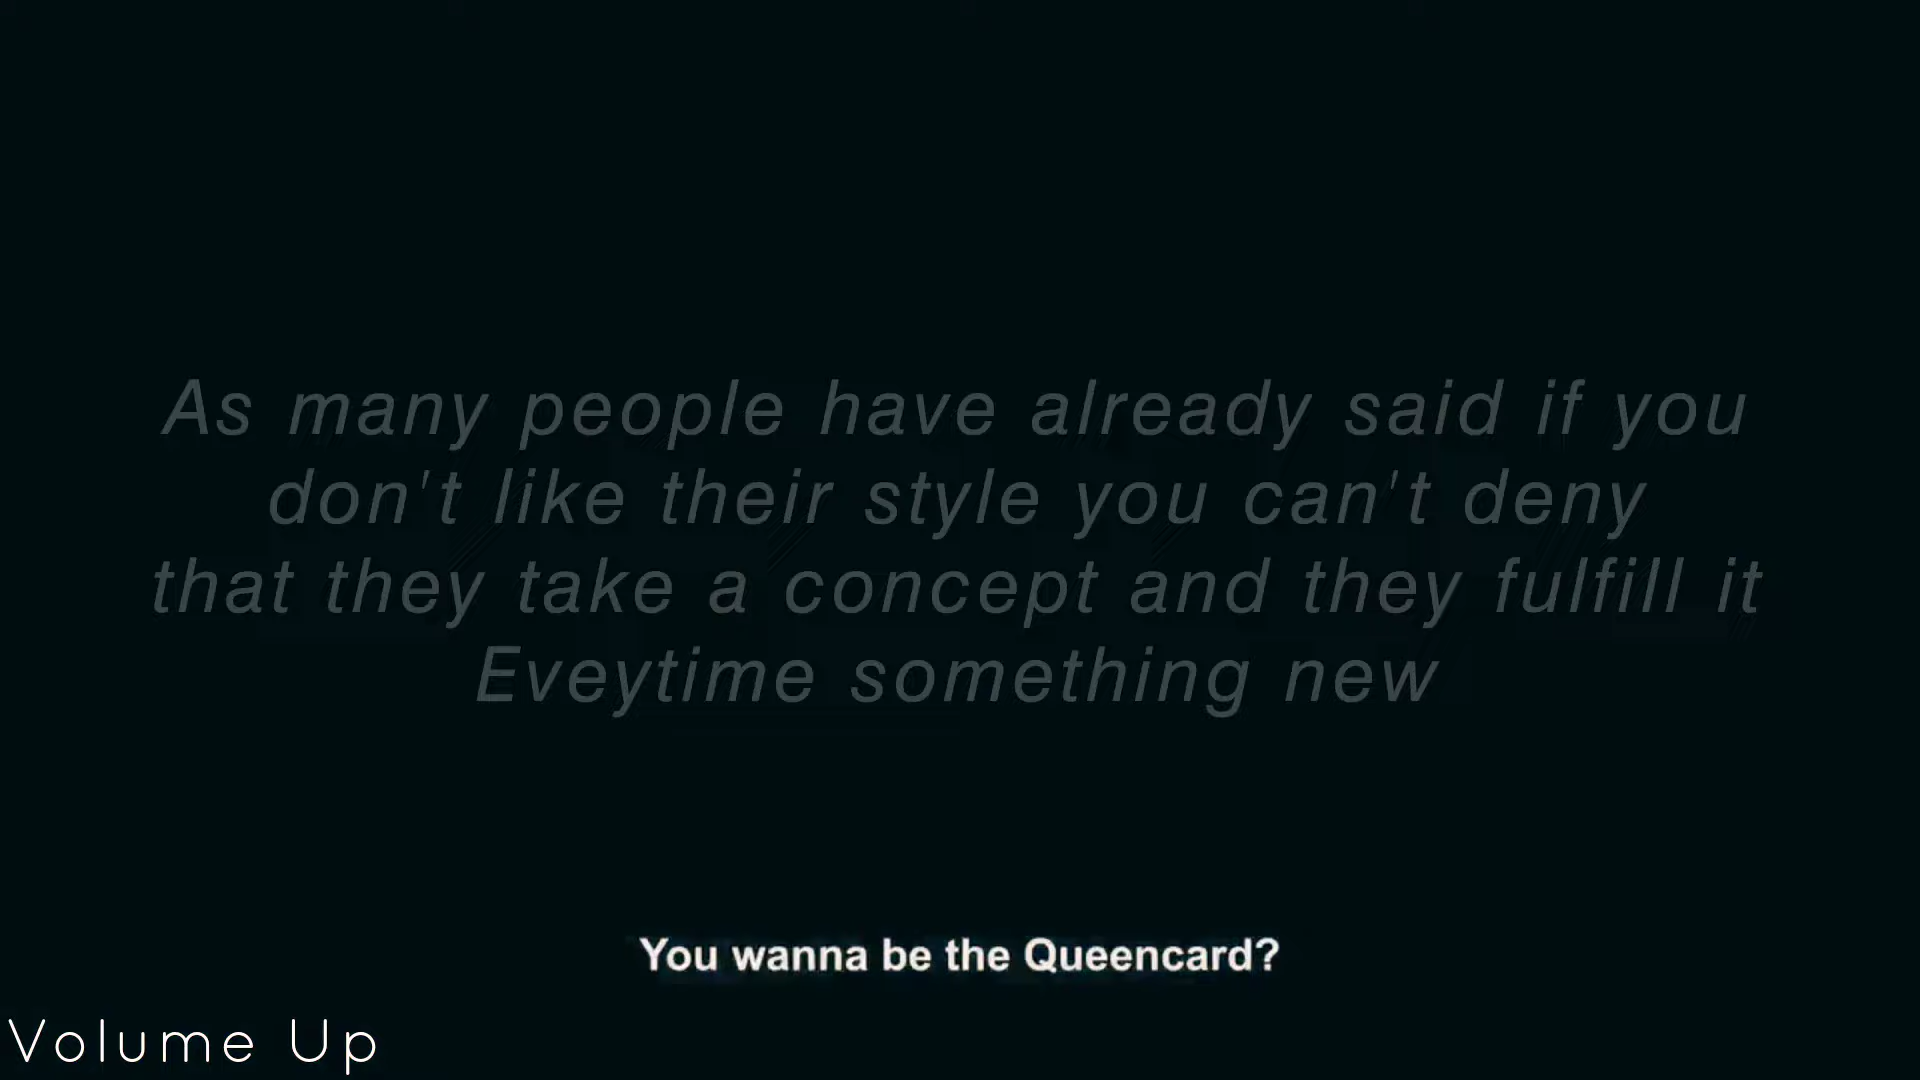 As many people have already said if you
don't like their style you can't deny
that they take a concept and they fulfill it
Eveytime something new
You wanna be the Queencard?
Volume Up